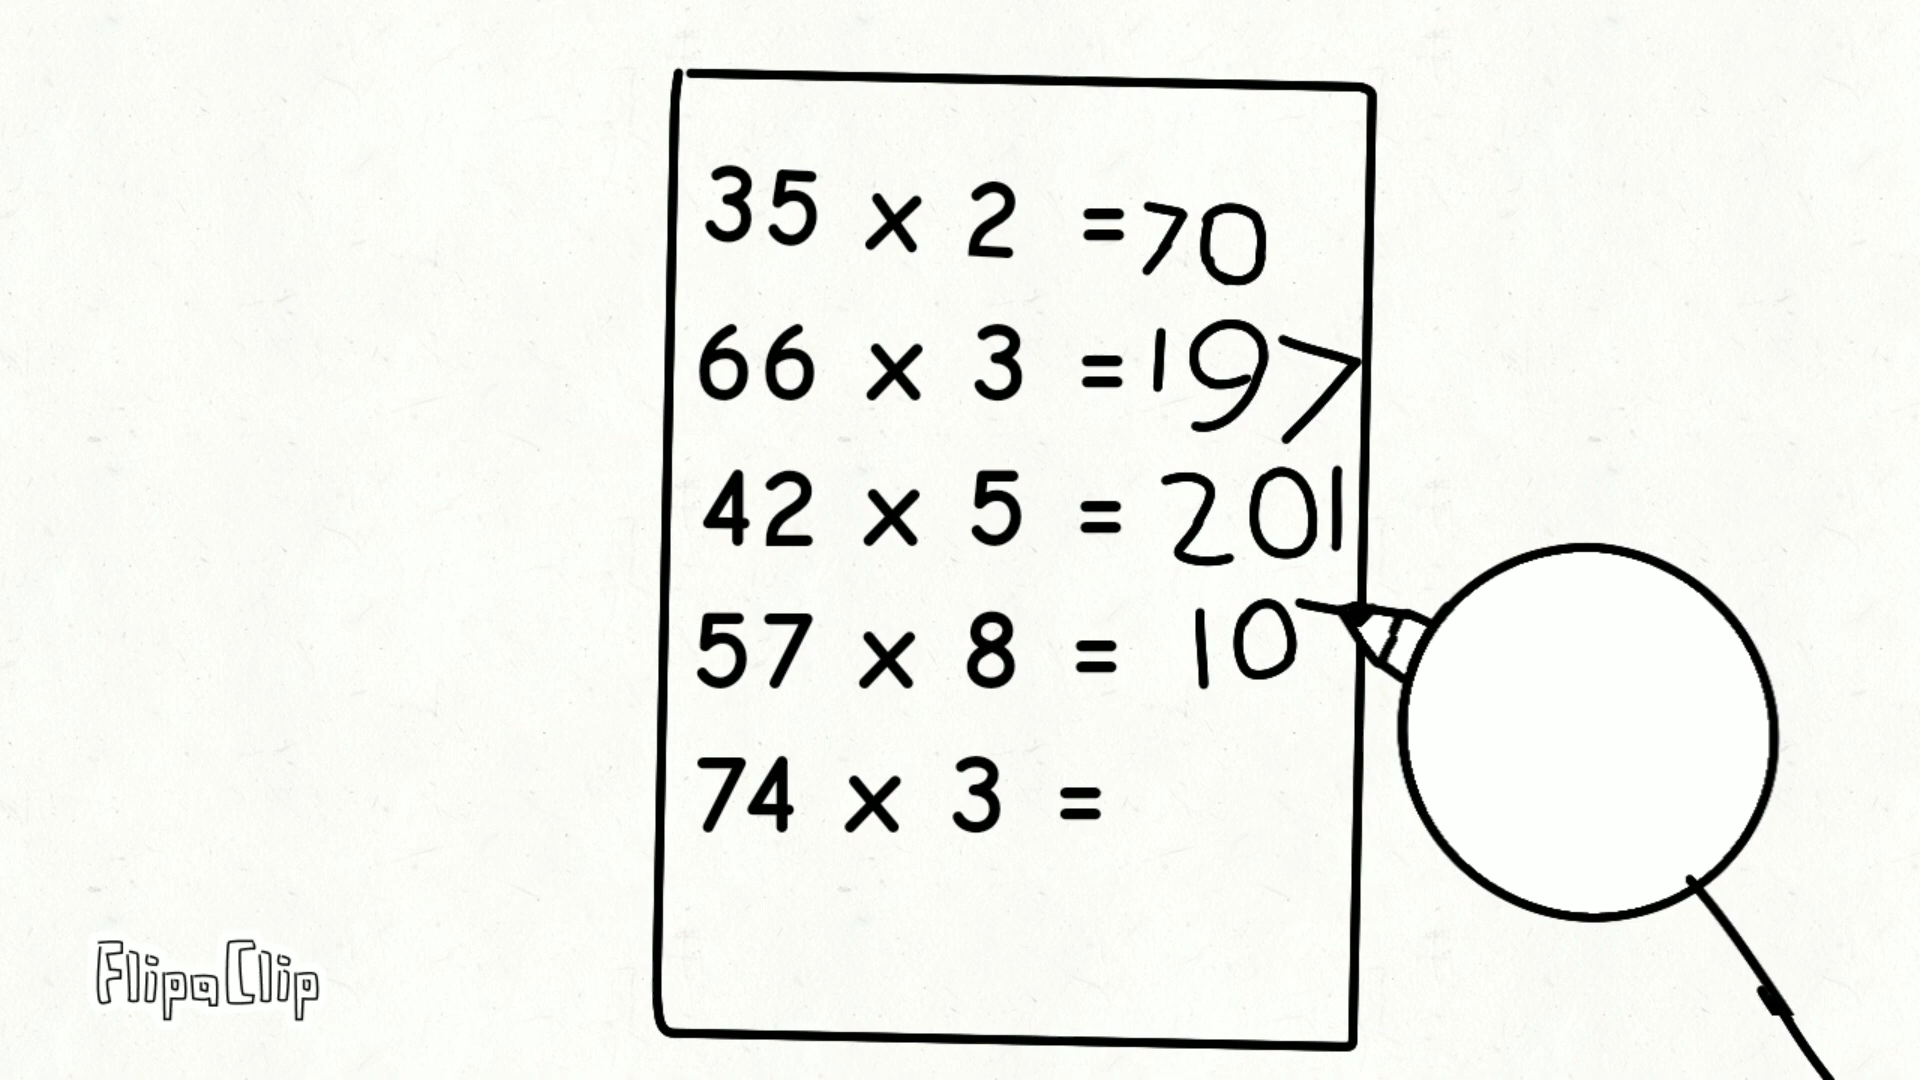 35 x 2 = 70
66 x 3 = 197
42 x 5 = 201
57 x 8 = 10
74 x 3 =
FlipaClip